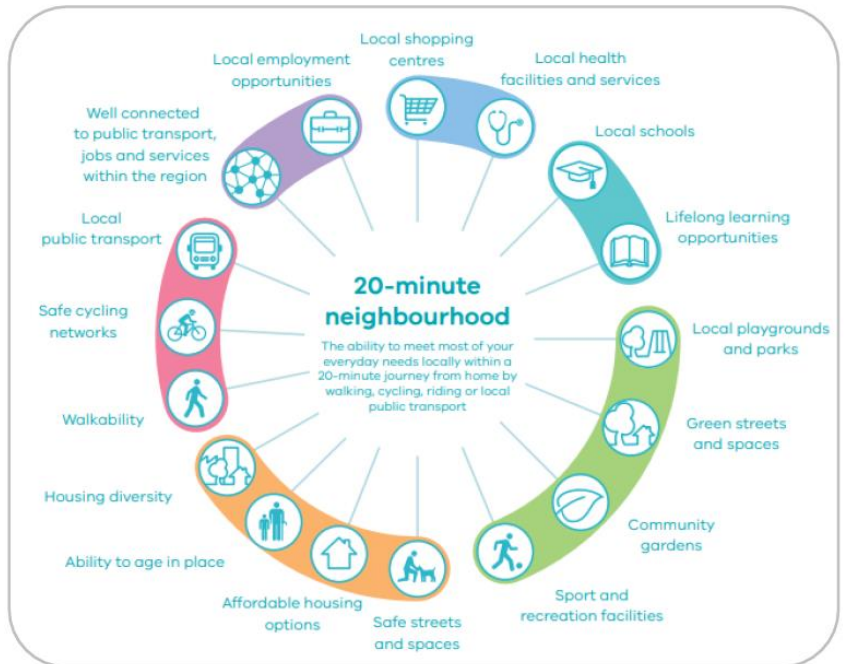 Local shopping
centres
Local health
facilities and services
Local schools
Lifelong learning
opportunities
Local playgrounds
and parks
Green streets
and spaces
Community
gardens
Sport and
recreation facilities
Safe streets
and spaces
Affordable housing
options
Ability to age in place
Housing diversity
Walkability
Safe cycling
networks
Local
public transport
Well connected
to public transport,
jobs and services
within the region
Local employment
opportunities
20-minute
neighbourhood
The ability to meet most of your
everyday needs locally within a
20-minute journey from home by
walking, cycling, riding or local
public transport